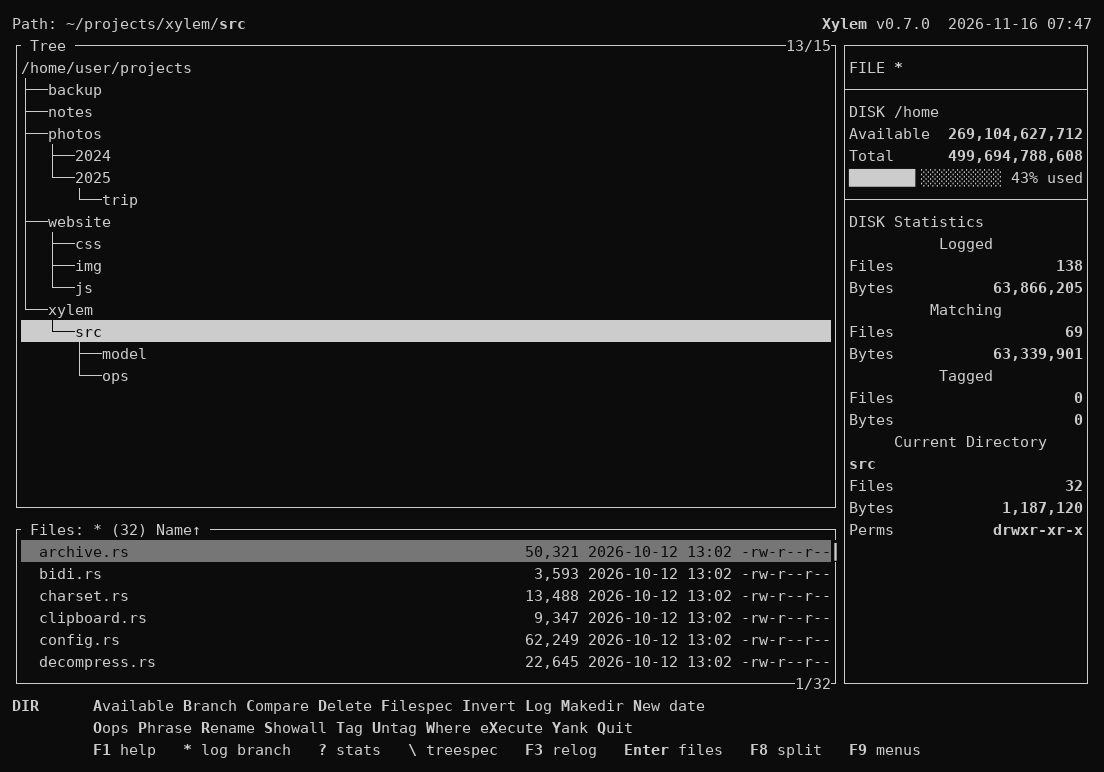 Path: ~/projects/xylem/src Xylem v0.7.0 2026-11-16 07:47
Tree 13/15
/home/user/projects
backup
notes
photos
2024
2025
trip
website
css
img
js
xylem
src
model
ops
Files: * (32) Name↑
archive.rs 50,321 2026-10-12 13:02 -rw-r--r--
bidi.rs 3,593 2026-10-12 13:02 -rw-r--r--
charset.rs 13,488 2026-10-12 13:02 -rw-r--r--
clipboard.rs 9,347 2026-10-12 13:02 -rw-r--r--
config.rs 62,249 2026-10-12 13:02 -rw-r--r--
decompress.rs 22,645 2026-10-12 13:02 -rw-r--r--
1/32
FILE *
DISK /home
Available 269,104,627,712
Total 499,694,788,608
43% used
DISK Statistics
Logged
Files 138
Bytes 63,866,205
Matching
Files 69
Bytes 63,339,901
Tagged
Files 0
Bytes 0
Current Directory
src
Files 32
Bytes 1,187,120
Perms drwxr-xr-x
DIR Available Branch Compare Delete Filespec Invert Log Makedir New date
Oops Phrase Rename Showall Tag Untag Where eXecute Yank Quit
F1 help * log branch ? stats \ treespec F3 relog Enter files F8 split F9 menus